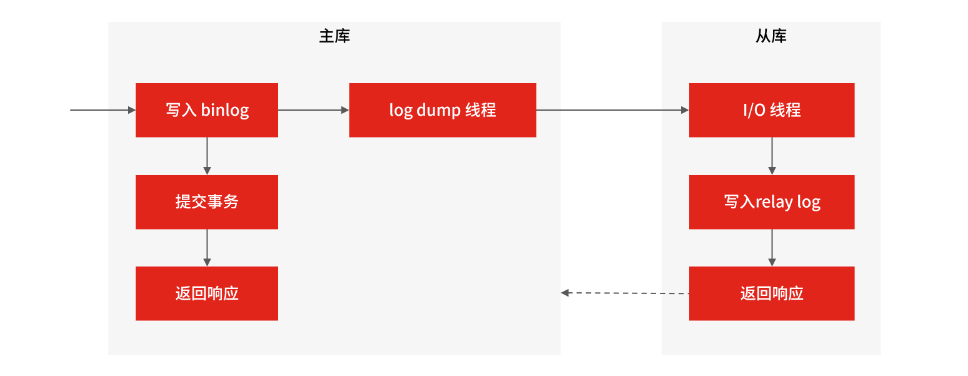 主库
从库
写入 binlog
log dump 线程
I/O 线程
提交事务
写入relay log
返回响应
返回响应